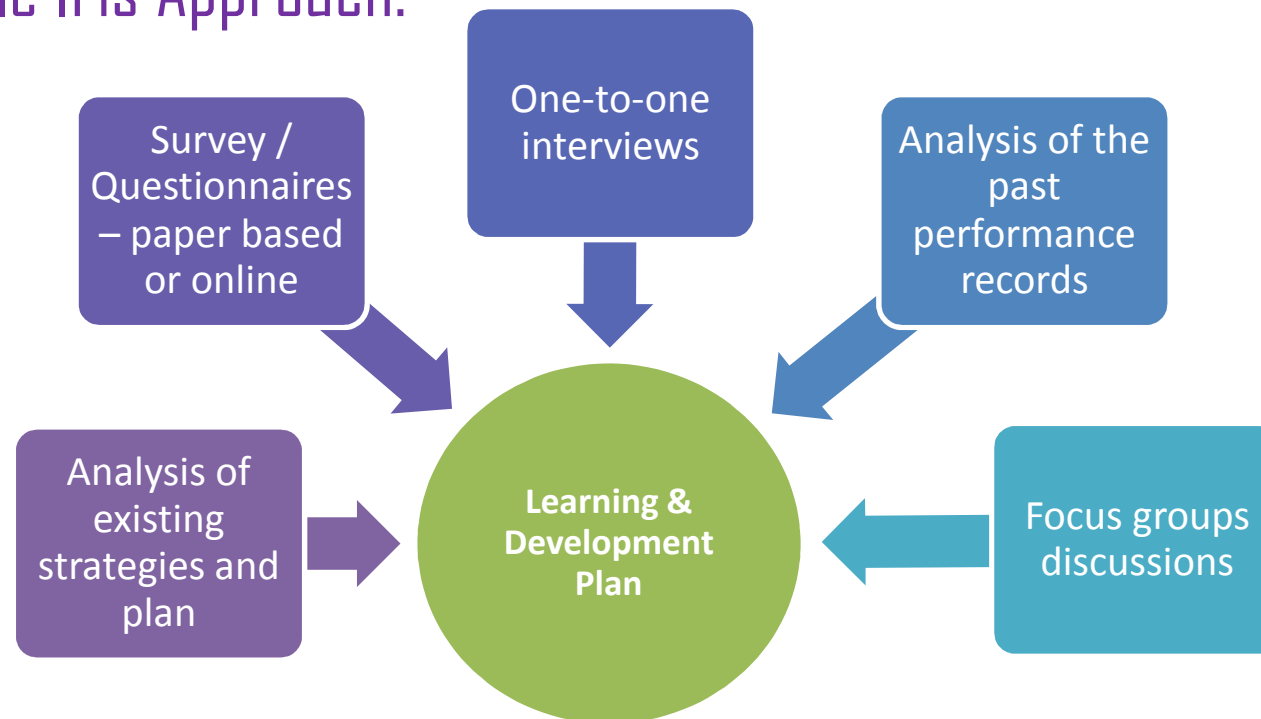 Approach.
One-to-one
interviews
Survey /
Questionnaires
– paper based
or online
Analysis of the
past
performance
records
Analysis of
existing
strategies and
plan
Learning &
Development
Plan
Focus groups
discussions